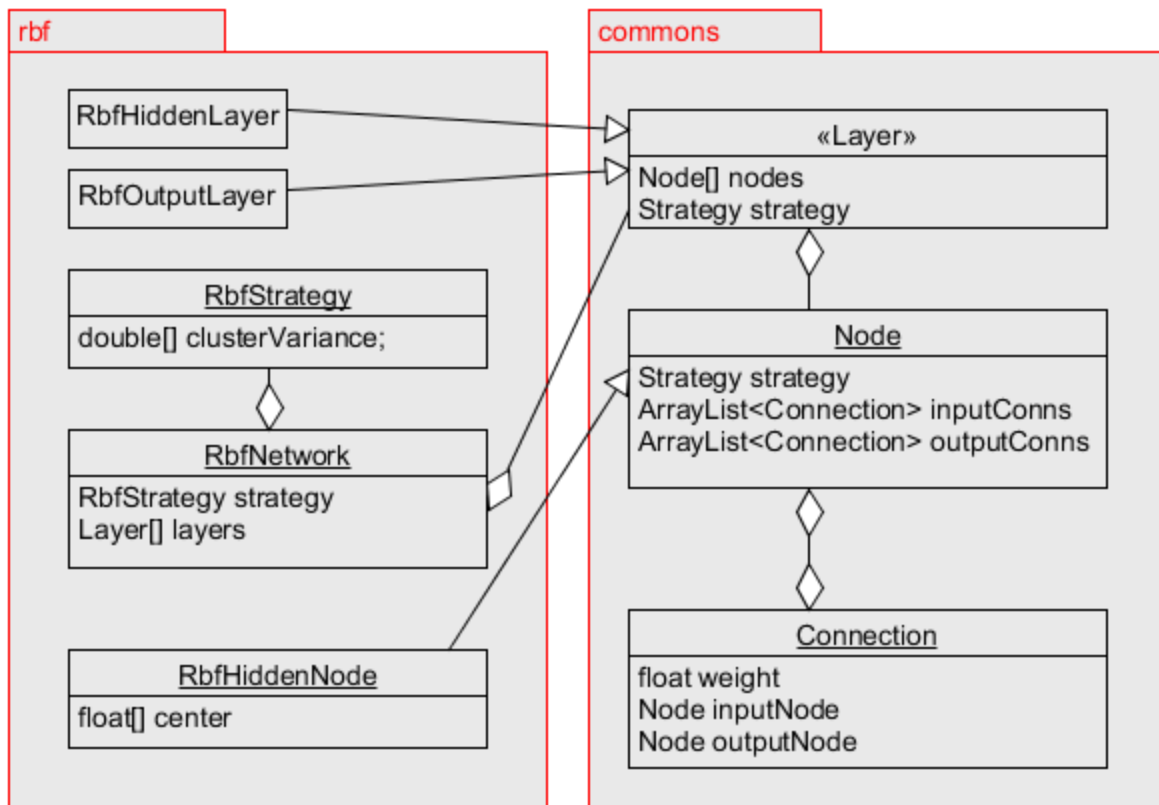 rbf
RbfHiddenLayer
RbfOutputLayer
RbfStrategy
double[] clusterVariance;
RbfNetwork
RbfStrategy strategy
Layer[] layers
RbfHiddenNode
float[] center
commons
«Layer»
Node[] nodes
Strategy strategy
Node
Strategy strategy
ArrayList<Connection> inputConns
ArrayList<Connection> outputConns
Connection
float weight
Node inputNode
Node outputNode